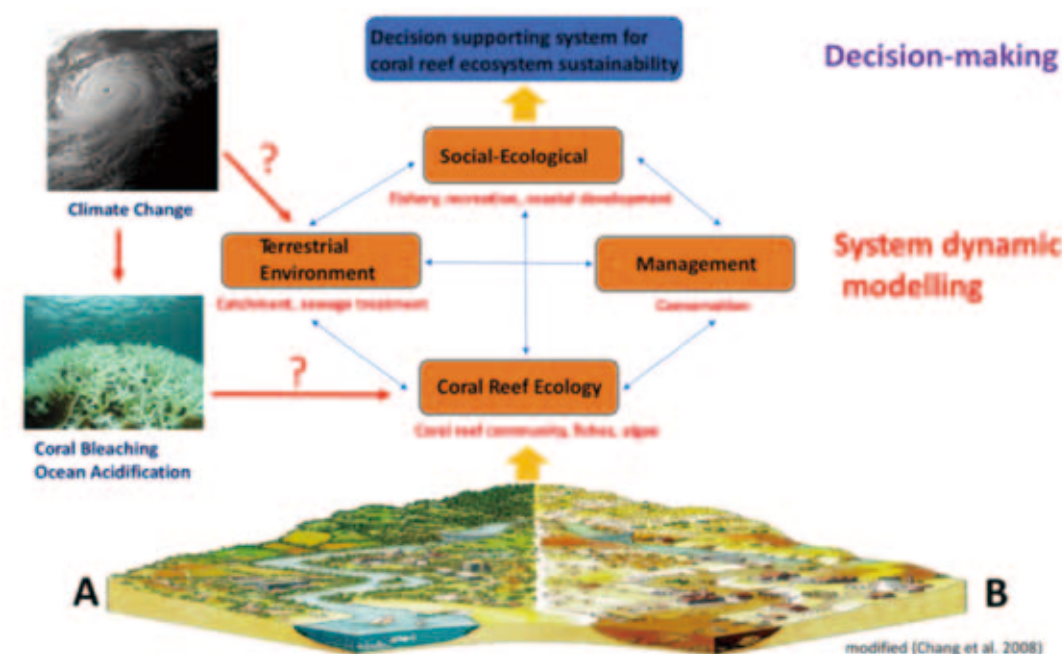 Decision supporting system for
coral reef ecosystem sustainability
Decision-making
Social-Ecological
Fishery, recreation, coastal development
?
Climate Change
Terrestrial
Environment
Management
System dynamic
modelling
Catchment, sewage treatment
Conservation
?
Coral Reef Ecology
Coral reef community, fishes, algae
Coral Bleaching
Ocean Acidification
A
B
modified (Chang et al. 2008)